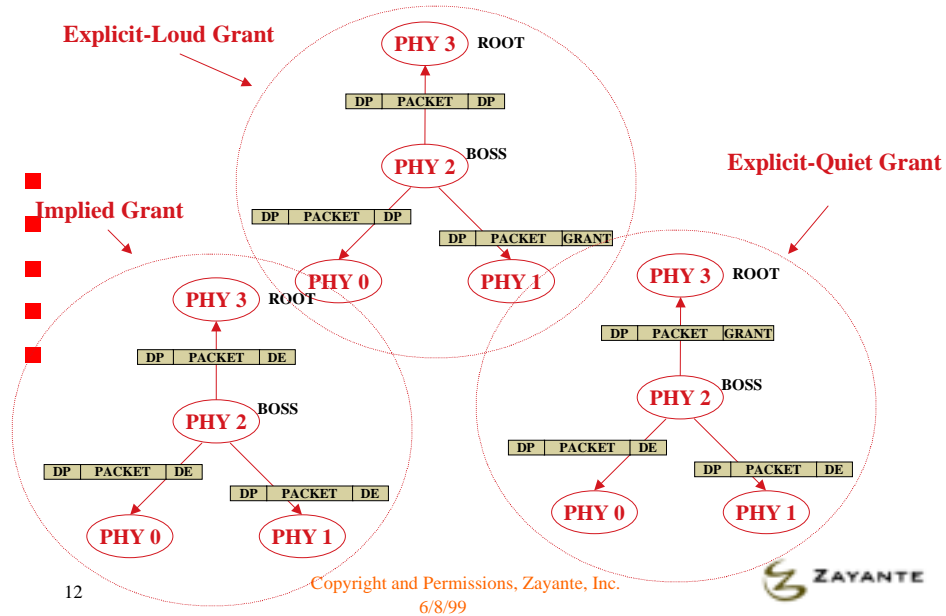 Explicit-Loud Grant
PHY 3 ROOT
DP PACKET DP
PHY 2 BOSS
DP PACKET DP
DP PACKET GRANT
PHY 0
PHY 1
Implied Grant
PHY 3 ROOT
DP PACKET DE
PHY 2 BOSS
DP PACKET DE
DP PACKET DE
PHY 0
PHY 1
Explicit-Quiet Grant
PHY 3 ROOT
DP PACKET GRANT
PHY 2 BOSS
DP PACKET DE
DP PACKET DE
PHY 0
PHY 1
12
Copyright and Permissions, Zayante, Inc.
6/8/99
ZAYANTE